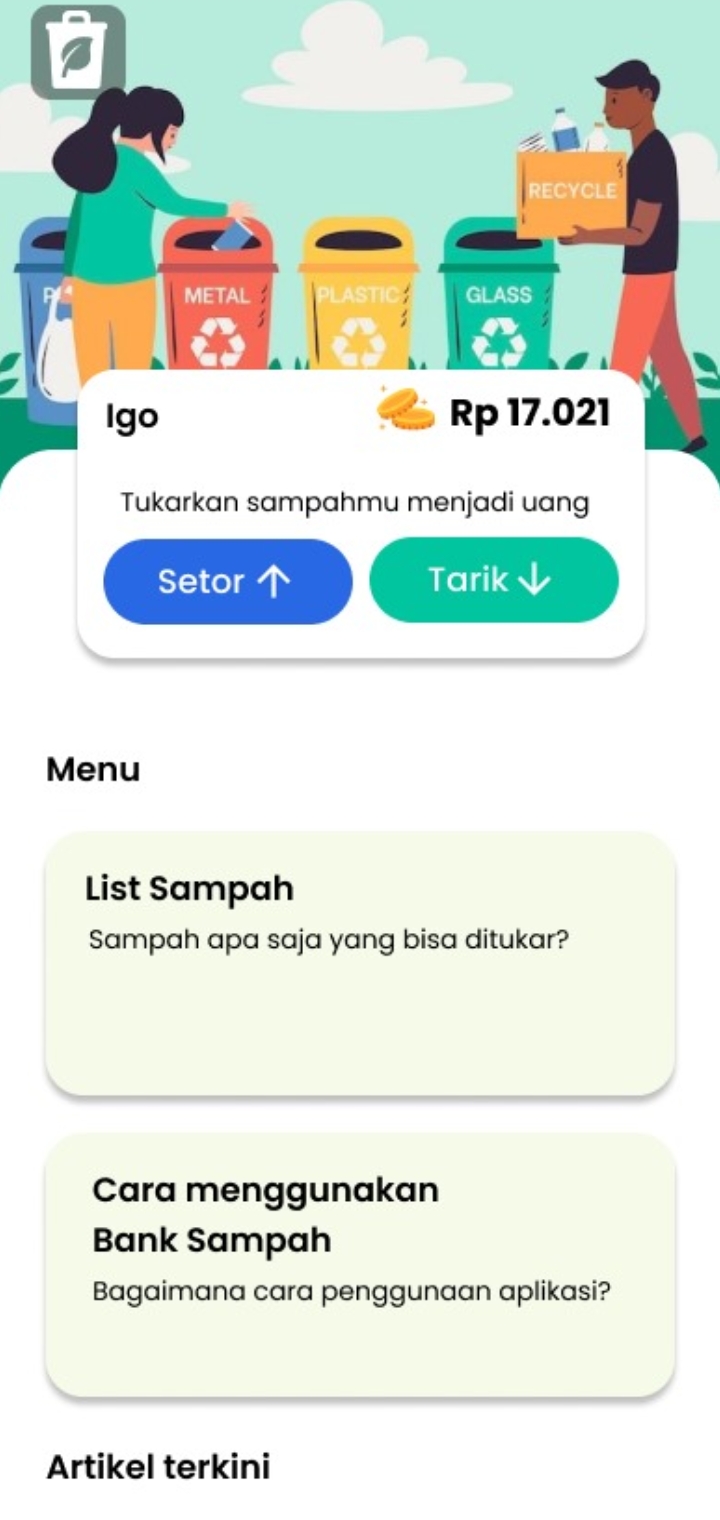 RECYCLE
METAL
PLASTIC
GLASS
Igo
Rp 17.021
Tukarkan sampahmu menjadi uang
Setor
Tarik
Menu
List Sampah
Sampah apa saja yang bisa ditukar?
Cara menggunakan
Bank Sampah
Bagaimana cara penggunaan aplikasi?
Artikel terkini